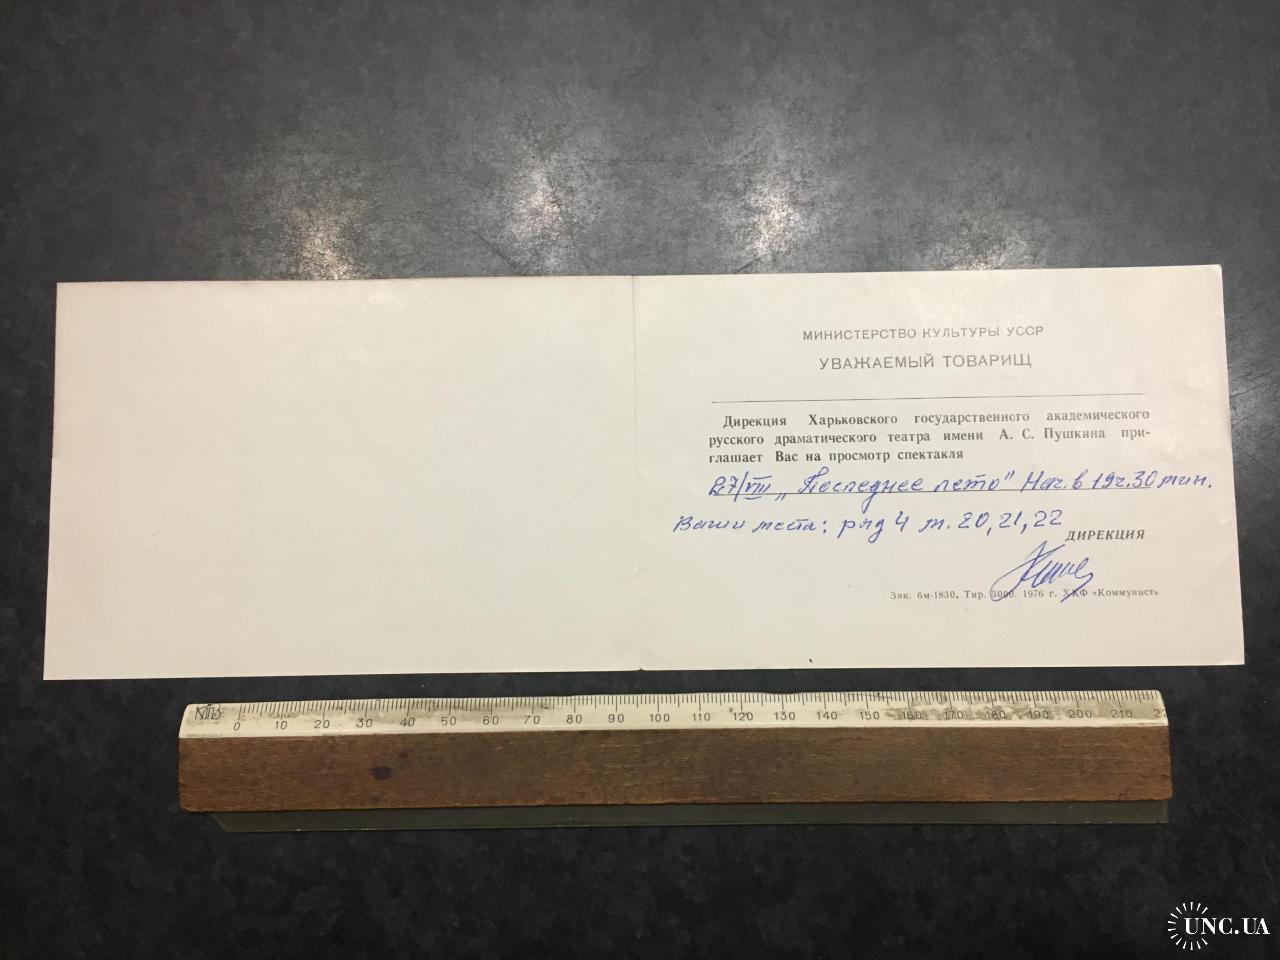 МИНИСТЕРСТВО КУЛЬТУРЫ УССР
УВАЖАЕМЫЙ ТОВАРИЩ
Дирекция Харьковского государственного академического
русского драматического театра имени А. С. Пушкина при-
глашает Вас на просмотр спектакля
27/VIII „Последнее лето" Нач. в 19ч.30мин.
Ваши места: ряд 4 м. 20, 21, 22
ДИРЕКЦИЯ
Зак. 6м-1830, Тир. 3000. 1976 г. ХКФ «Коммунист»
0 10 20 30 40 50 60 70 80 90 100 110 120 130 140 150 160 170 180 190 200 210 22
UNC.UA